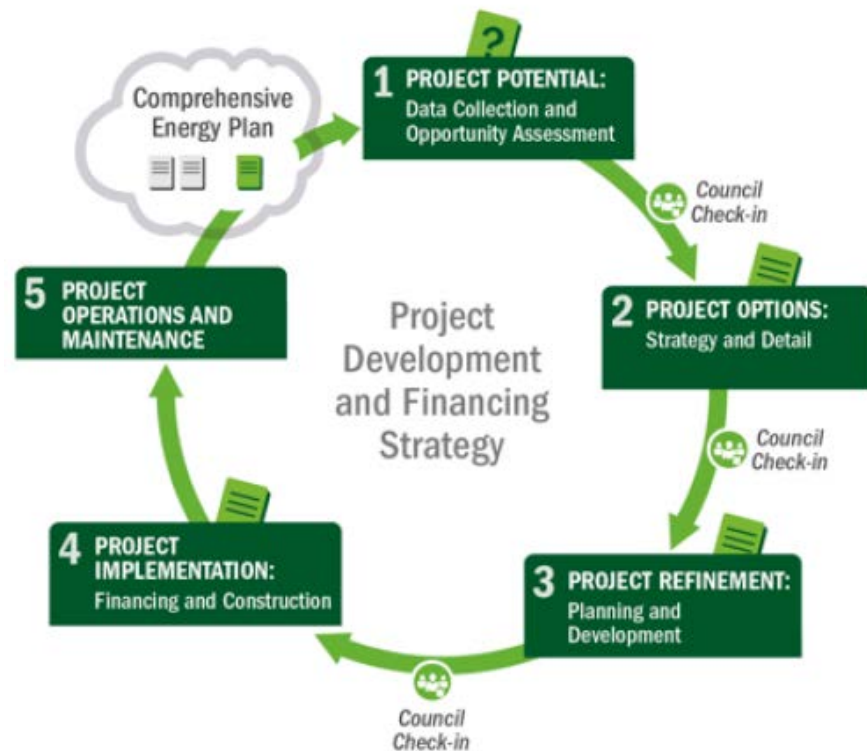 Comprehensive
Energy Plan
?
1 PROJECT POTENTIAL:
Data Collection and
Opportunity Assessment
Council
Check-in
2 PROJECT OPTIONS:
Strategy and Detail
Council
Check-in
3 PROJECT REFINEMENT:
Planning and
Development
Council
Check-in
4 PROJECT
IMPLEMENTATION:
Financing and Construction
5 PROJECT
OPERATIONS AND
MAINTENANCE
Project
Development
and Financing
Strategy